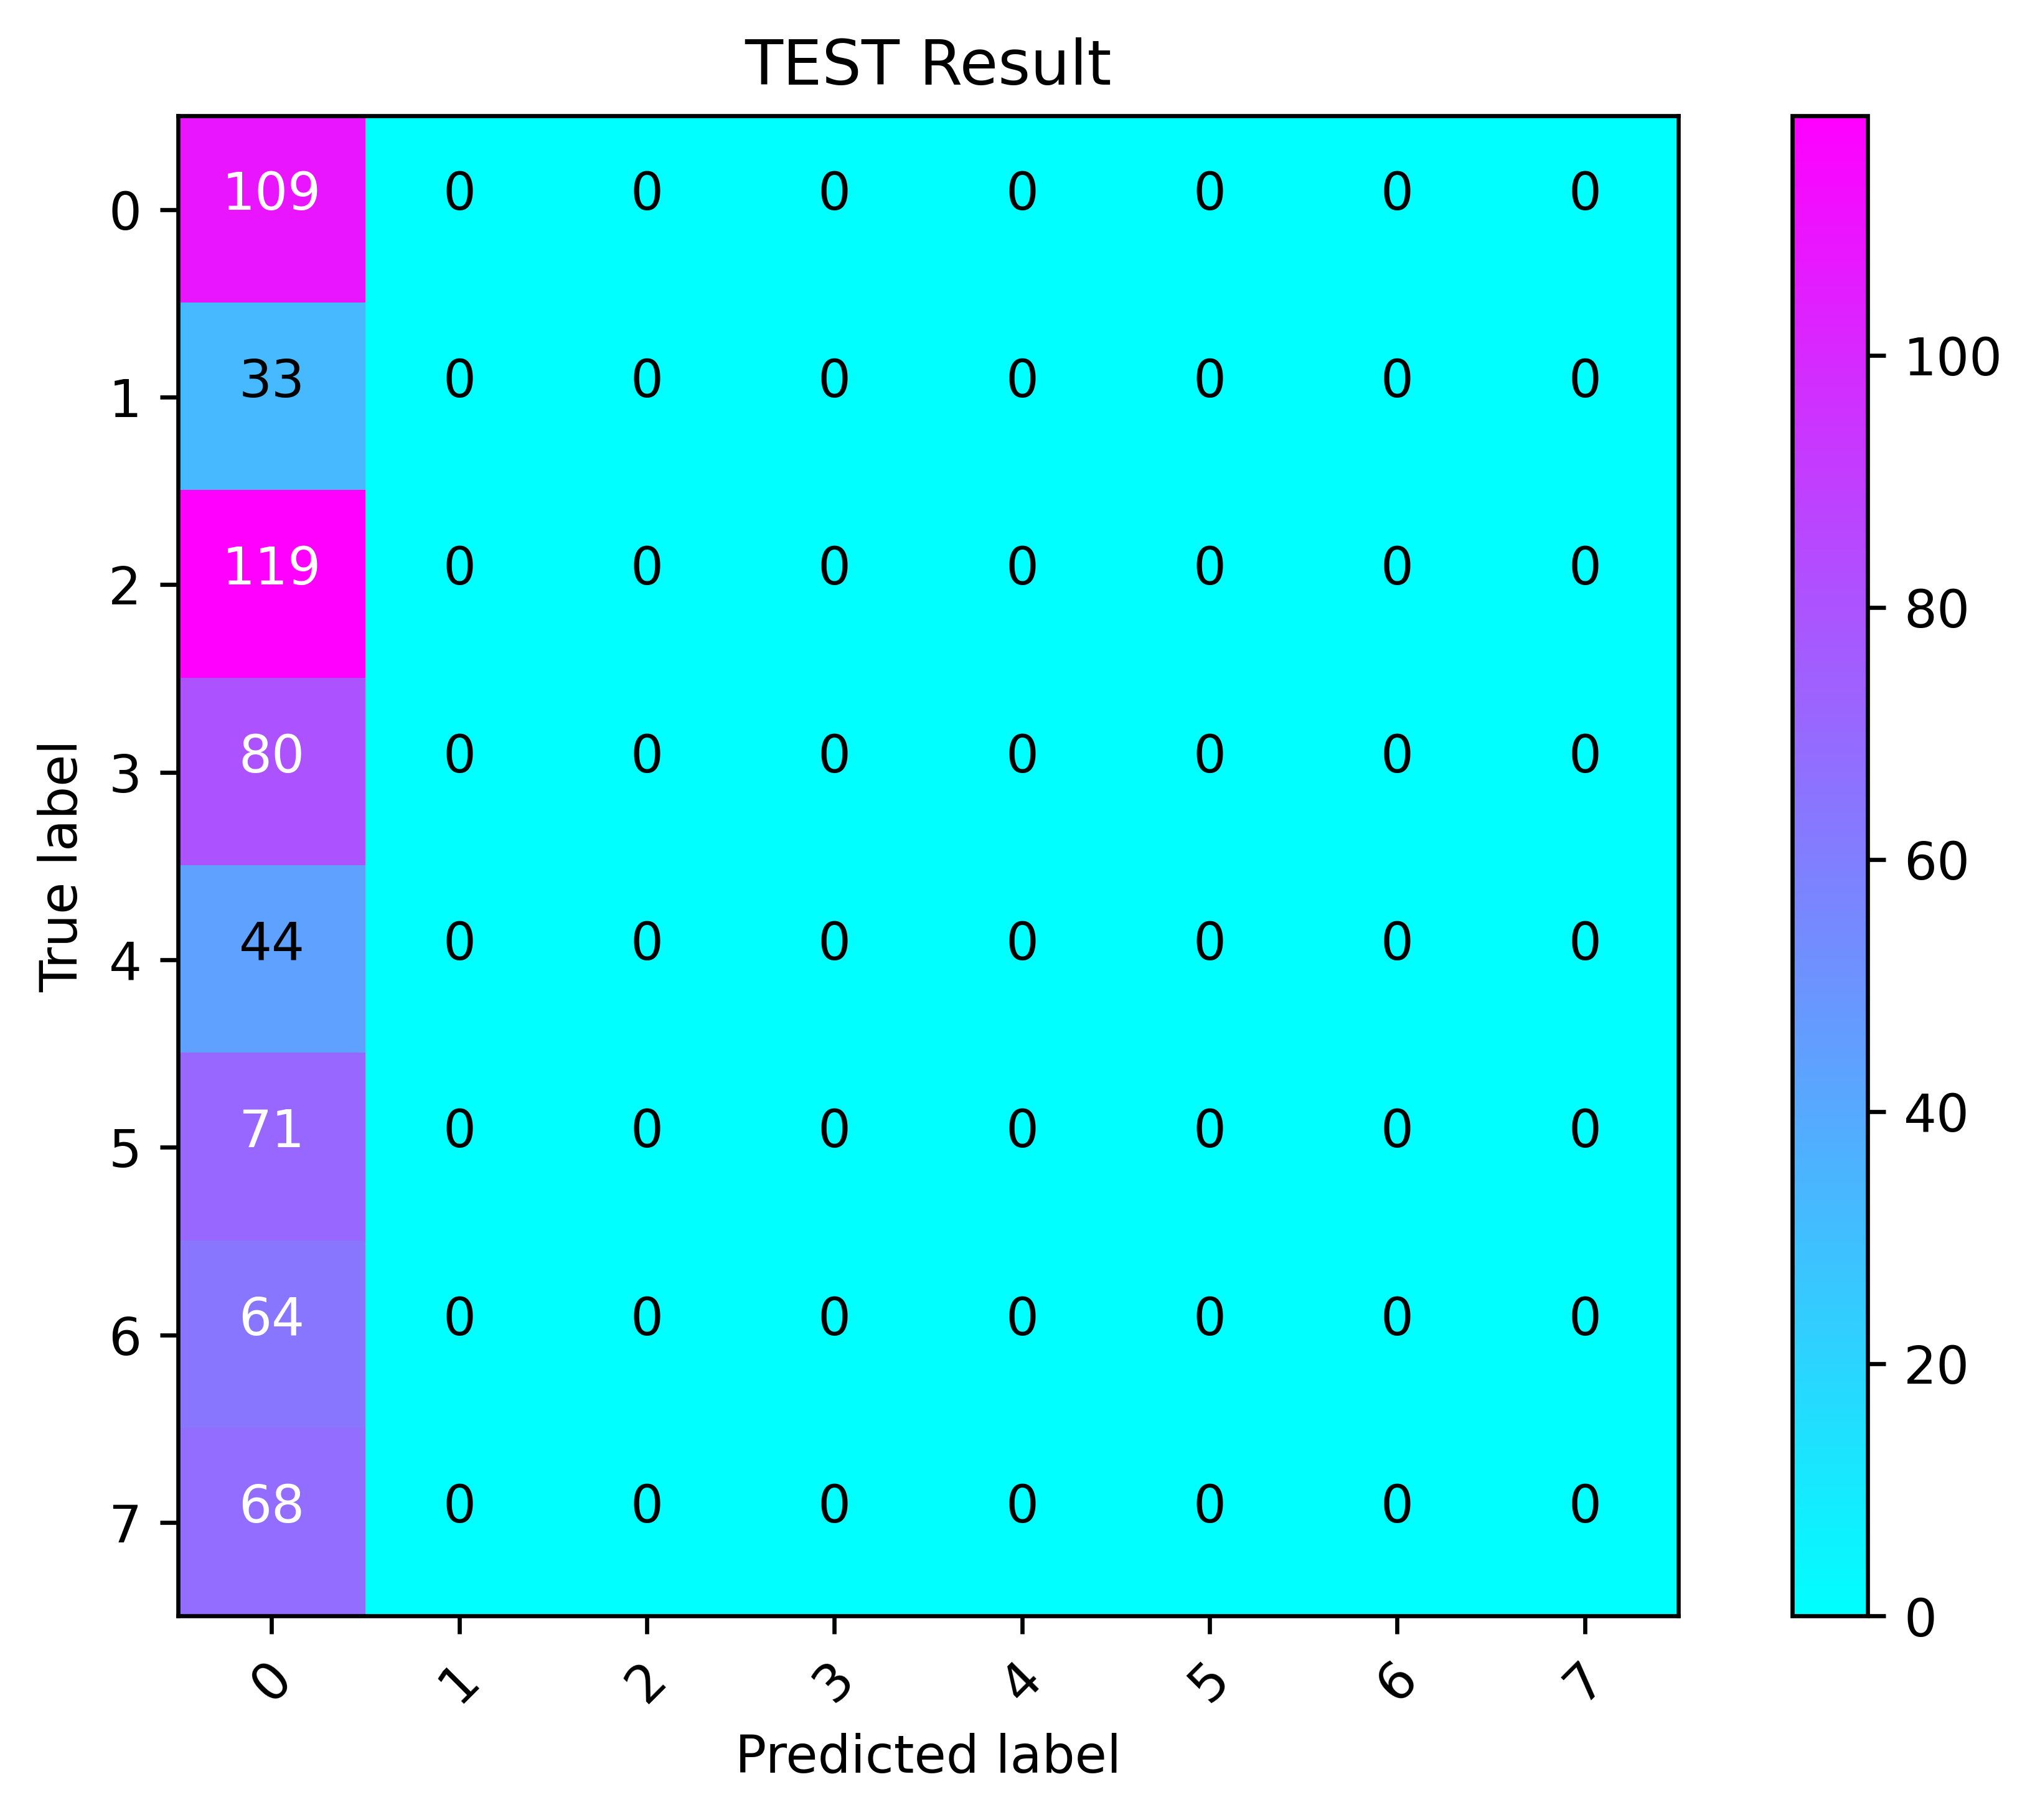 TEST Result
0 109 0 0 0 0 0 0 0
1 33 0 0 0 0 0 0 0
2 119 0 0 0 0 0 0 0
3 80 0 0 0 0 0 0 0
4 44 0 0 0 0 0 0 0
5 71 0 0 0 0 0 0 0
6 64 0 0 0 0 0 0 0
7 68 0 0 0 0 0 0 0
0 1 2 3 4 5 6 7
True label
Predicted label
100
80
60
40
20
0